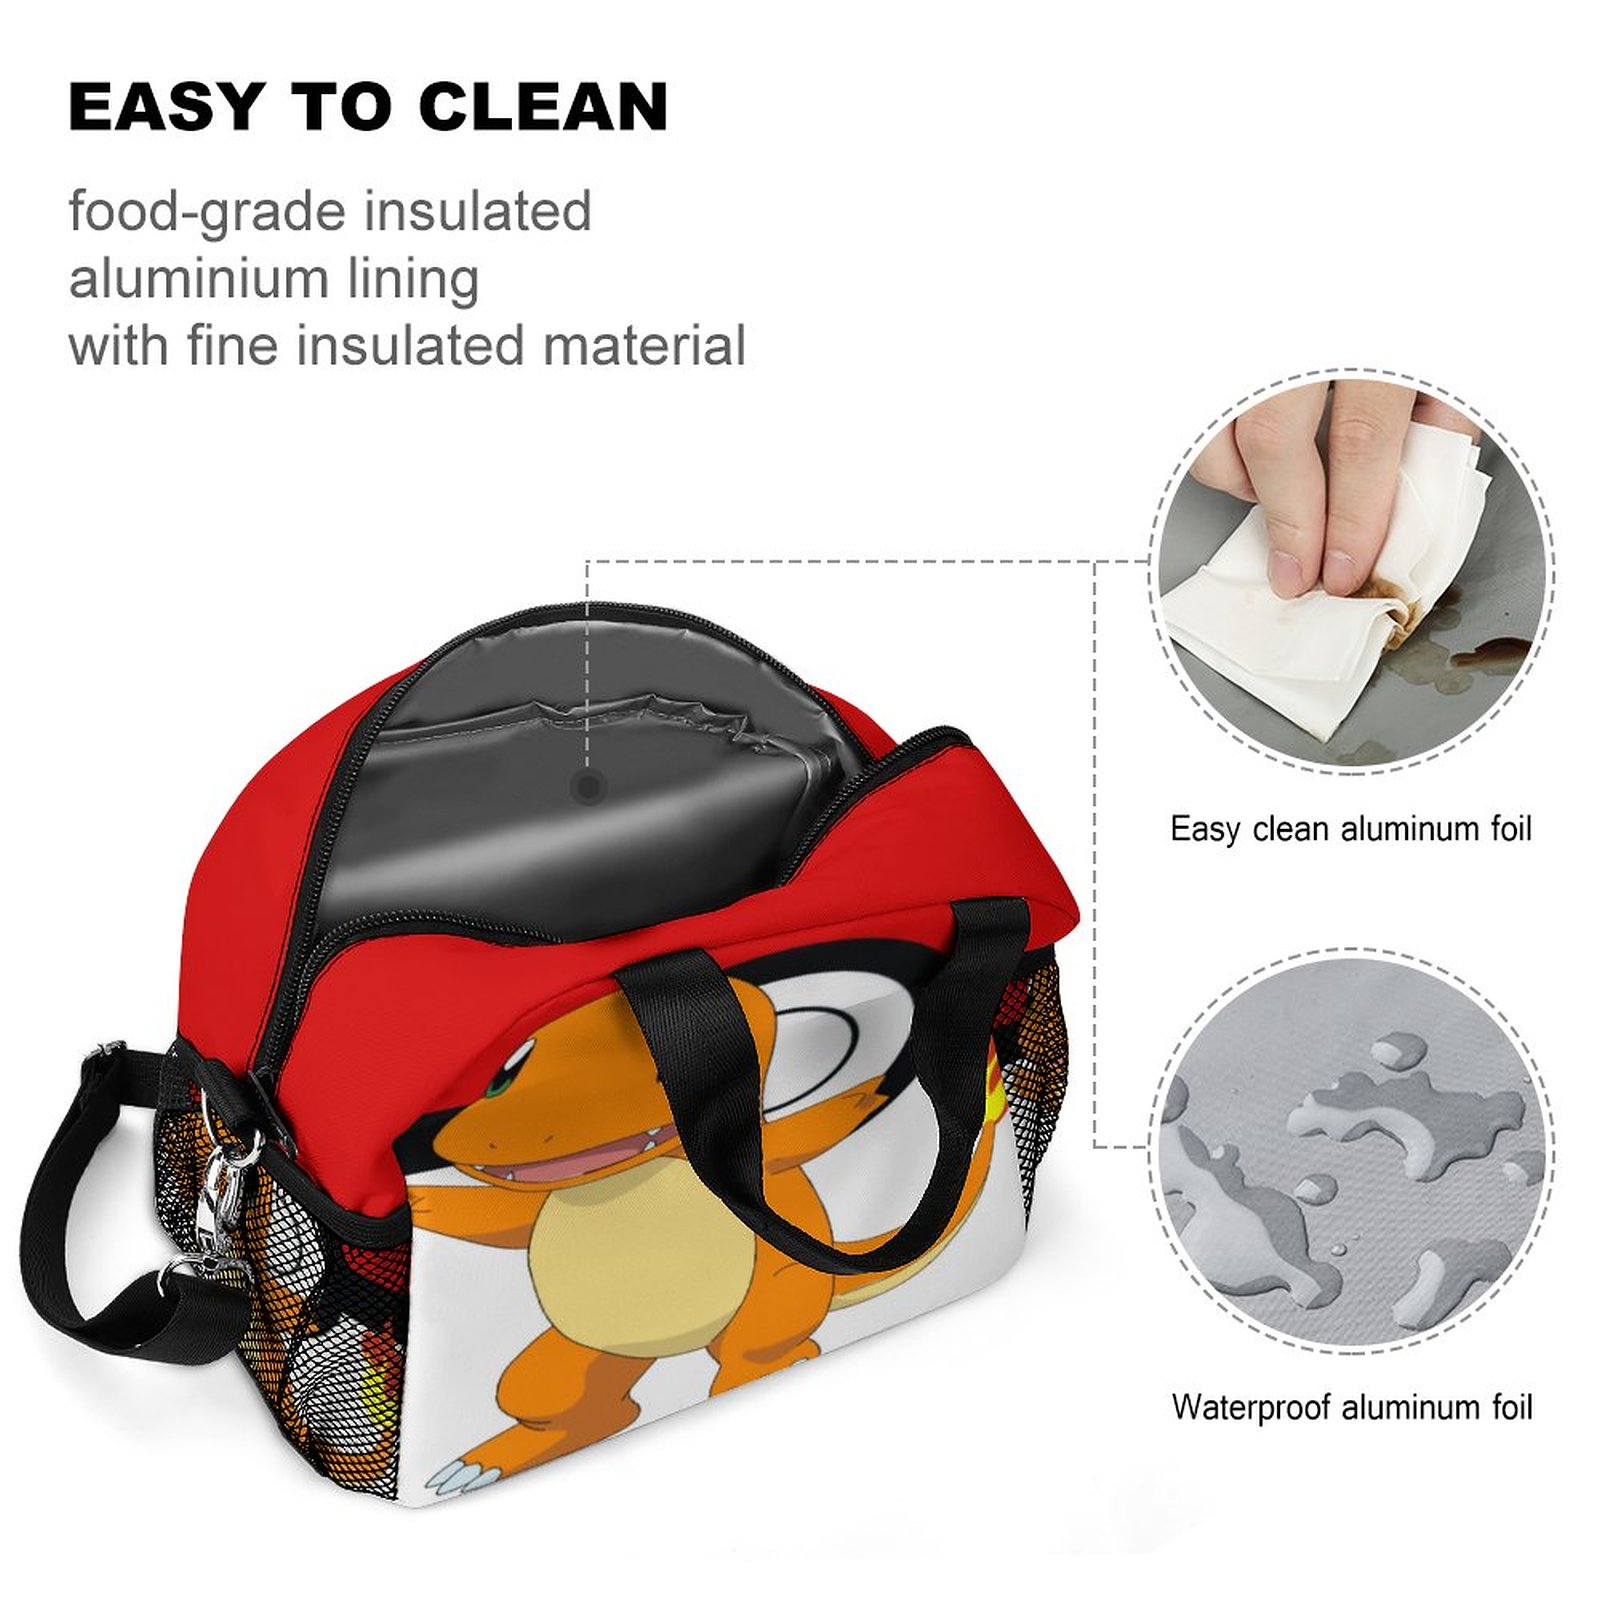 EASY TO CLEAN
food-grade insulated
aluminium lining
with fine insulated material
Easy clean aluminum foil
Waterproof aluminum foil